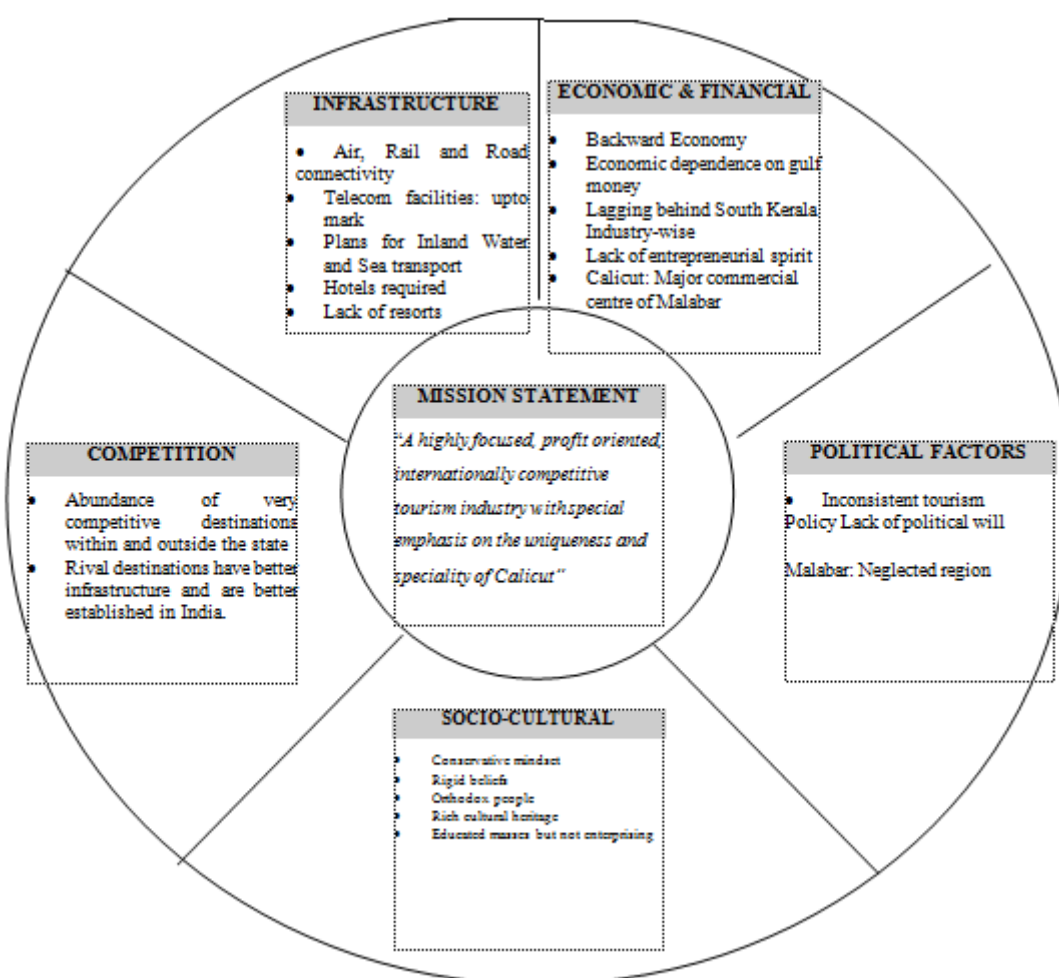 INFRASTRUCTURE
• Air, Rail and Road
connectivity
• Telecom facilities: upto
mark
• Plans for Inland Water
and Sea transport
• Hotels required
• Lack of resorts
ECONOMIC & FINANCIAL
• Backward Economy
• Economic dependence on gulf
money
• Lagging behind South Kerala
Industry-wise
• Lack of entrepreneurial spirit
• Calicut: Major commercial
centre of Malabar
MISSION STATEMENT
“A highly focused, profit oriented,
internationally competitive
tourism industry withspecial
emphasis on the uniqueness and
speciality of Calicut”
COMPETITION
• Abundance of very
competitive destinations
within and outside the state
• Rival destinations have better
infrastructure and are better
established in India.
POLITICAL FACTORS
• Inconsistent tourism
Policy Lack of political will
Malabar: Neglected region
SOCIO-CULTURAL
• Conservative mindset
• Rigid beliefs
• Orthodox people
• Rich cultural heritage
• Educated masses but not enterprising